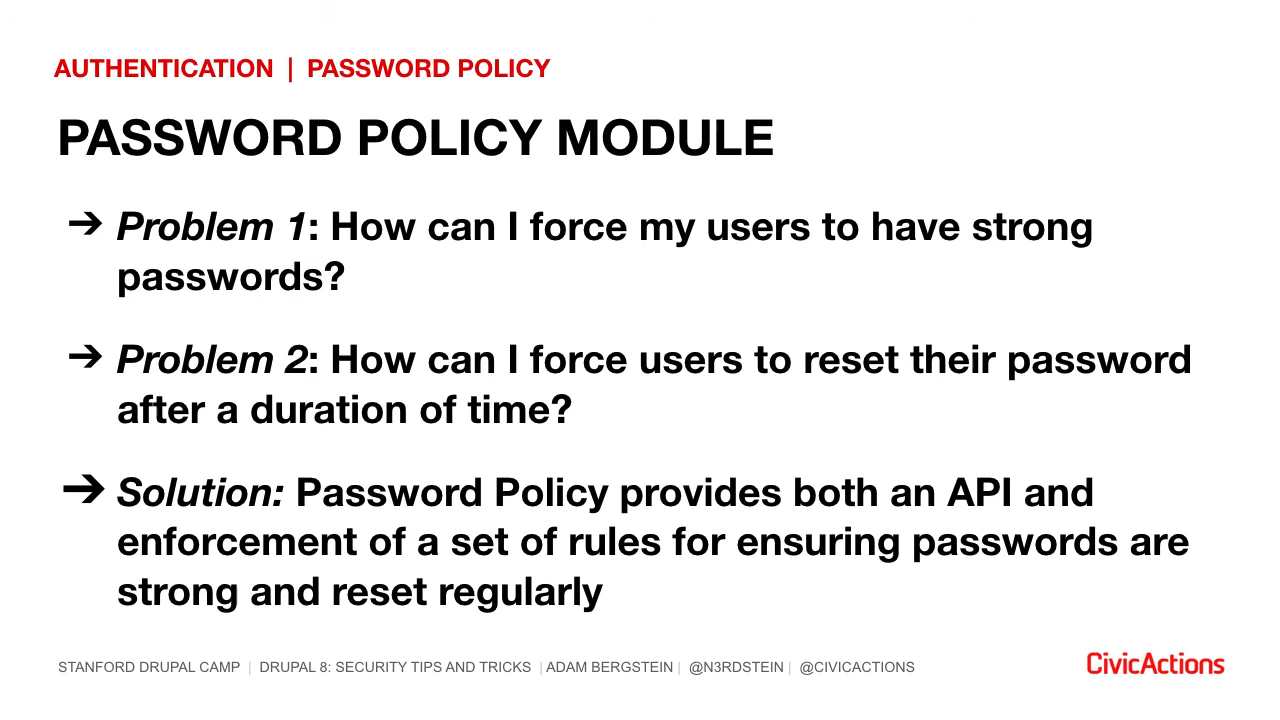 AUTHENTICATION | PASSWORD POLICY
PASSWORD POLICY MODULE
➔ Problem 1: How can I force my users to have strong
passwords?
➔ Problem 2: How can I force users to reset their password
after a duration of time?
➔ Solution: Password Policy provides both an API and
enforcement of a set of rules for ensuring passwords are
strong and reset regularly
STANFORD DRUPAL CAMP | DRUPAL 8: SECURITY TIPS AND TRICKS | ADAM BERGSTEIN | @N3RDSTEIN | @CIVICACTIONS
CivicActions